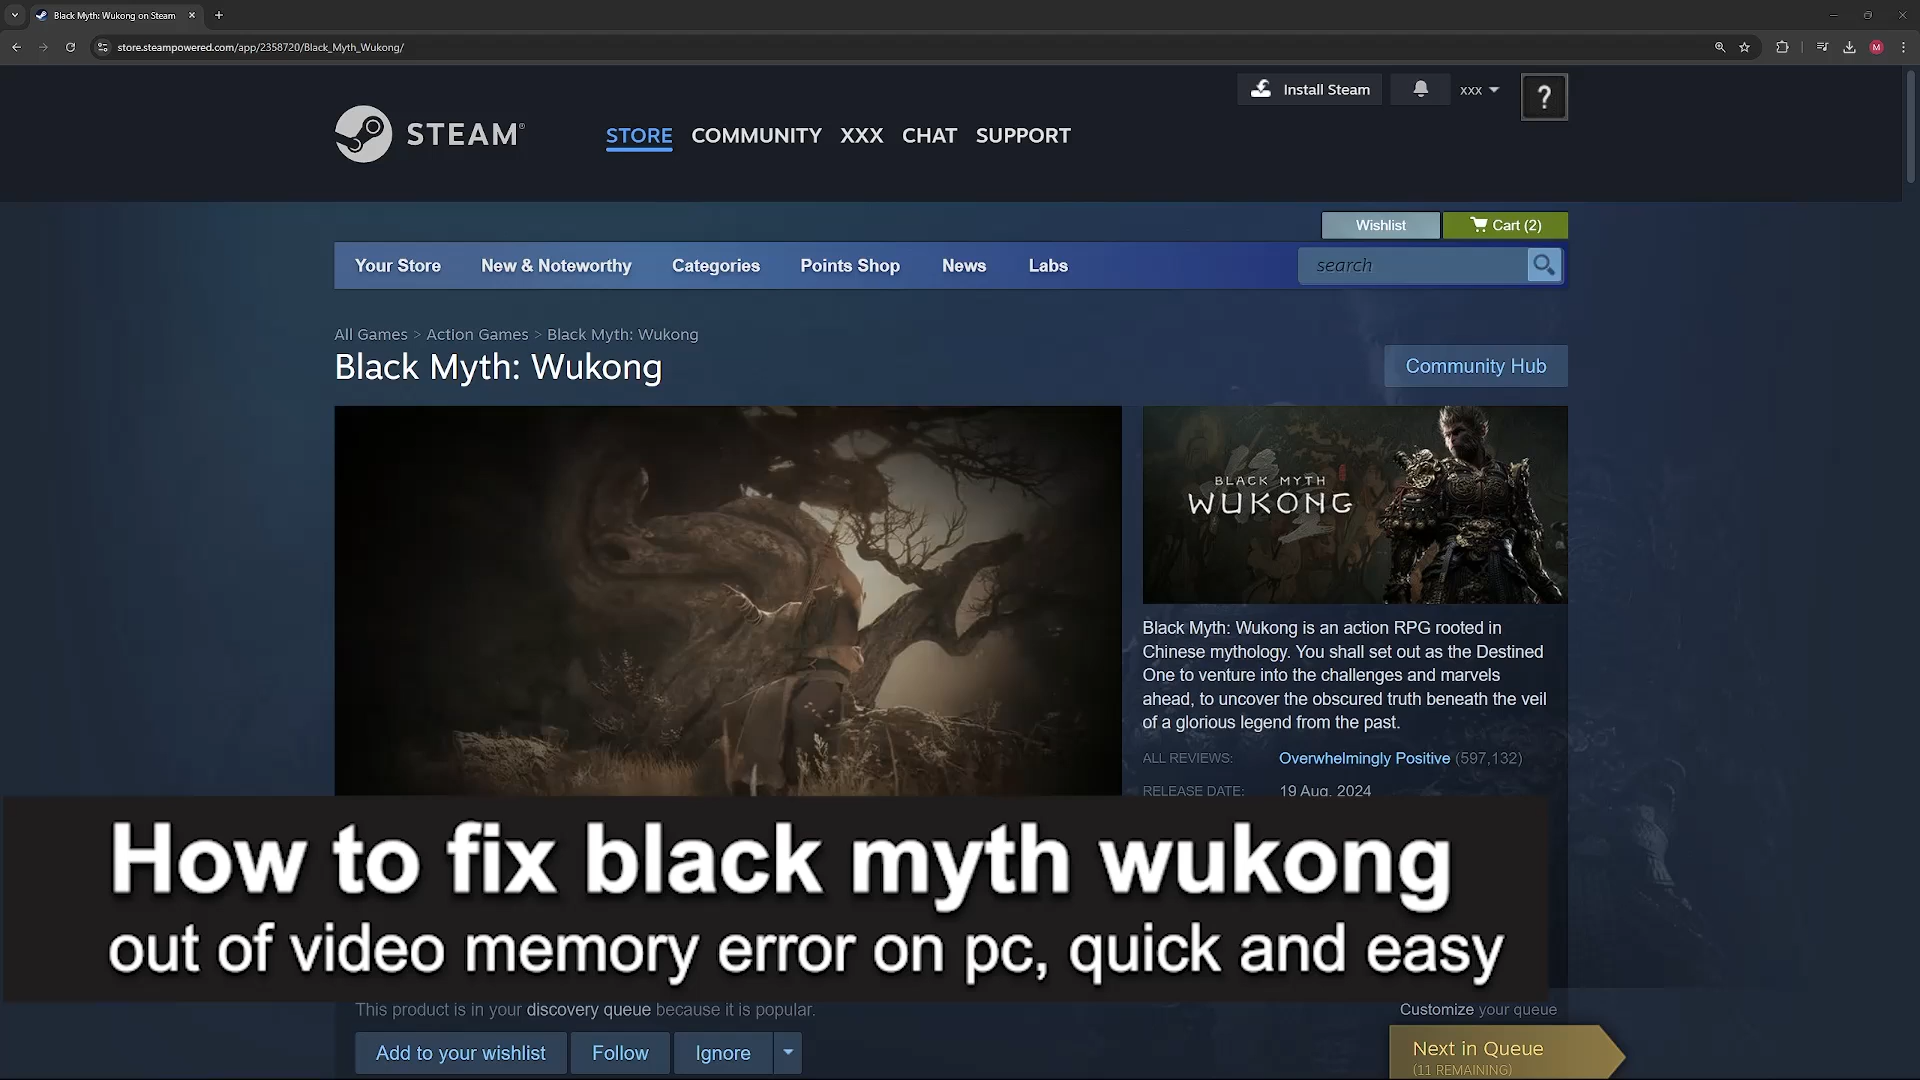 Black Myth: Wukong on Steam
store.steampowered.com/app/2358720/Black_Myth_Wukong/
M
Install Steam
xxx
?
STEAM®
STORE COMMUNITY XXX CHAT SUPPORT
Wishlist
Cart (2)
Your Store New & Noteworthy Categories Points Shop News Labs
search
All Games > Action Games > Black Myth: Wukong
Black Myth: Wukong
Community Hub
BLACK MYTH
WUKONG
Black Myth: Wukong is an action RPG rooted in
Chinese mythology. You shall set out as the Destined
One to venture into the challenges and marvels
ahead, to uncover the obscured truth beneath the veil
of a glorious legend from the past.
ALL REVIEWS: Overwhelmingly Positive (597,132)
RELEASE DATE: 19 Aug, 2024
How to fix black myth wukong
out of video memory error on pc, quick and easy
This product is in your discovery queue because it is popular.
Customize your queue
Add to your wishlist
Follow
Ignore
Next in Queue
(11 REMAINING)